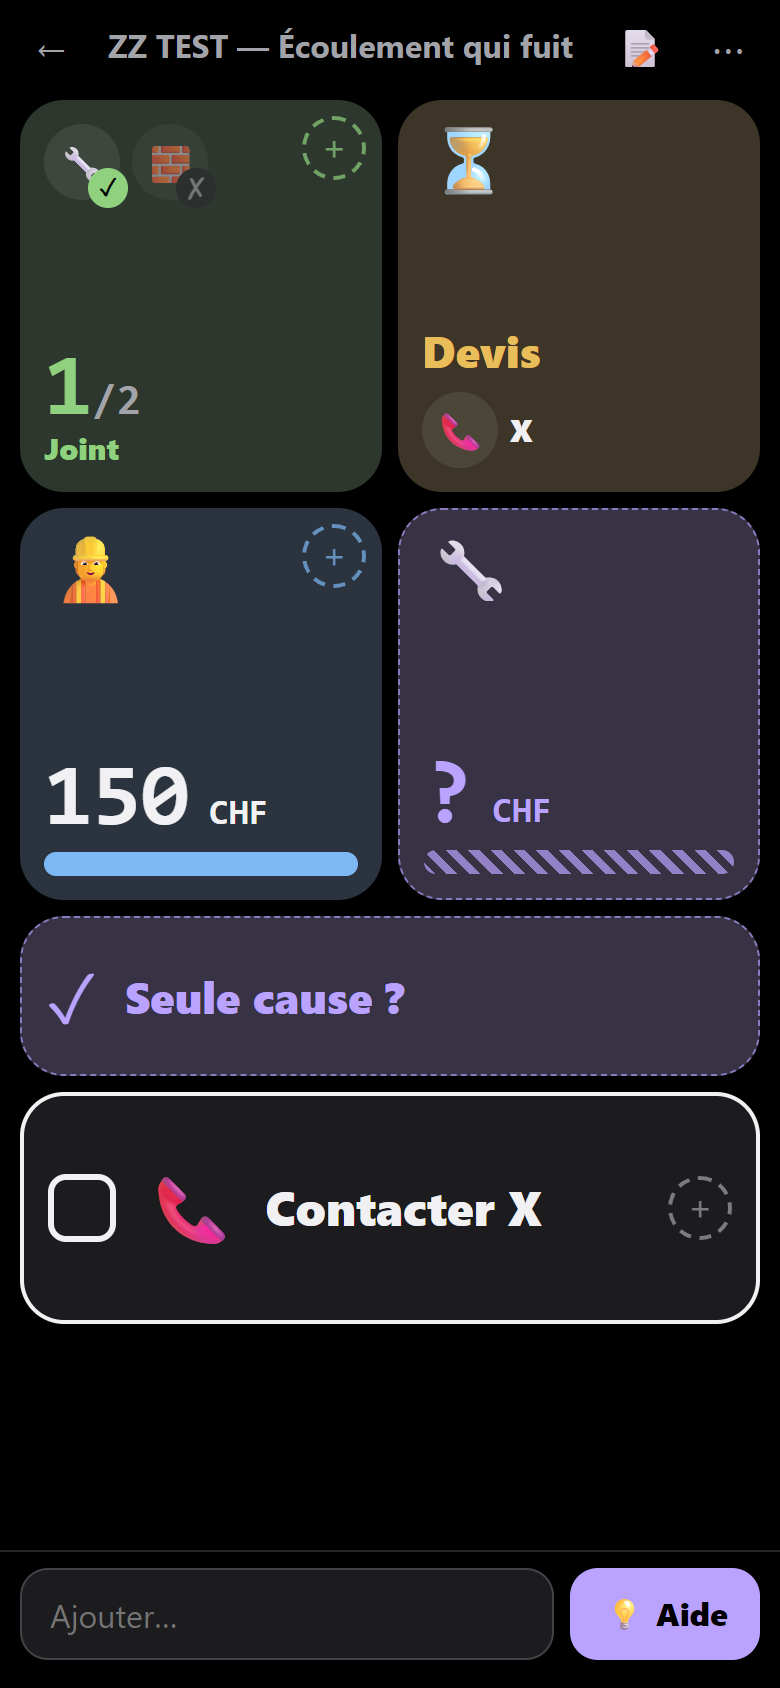 ← ZZ TEST — Écoulement qui fuit 📝 …
🔧 ✓ 🧱 ✗ +
1/2
Joint
⏳
Devis
📞 X
👷 +
150 CHF
🔧
? CHF
✓ Seule cause ?
📞 Contacter X +
Ajouter...
💡 Aide